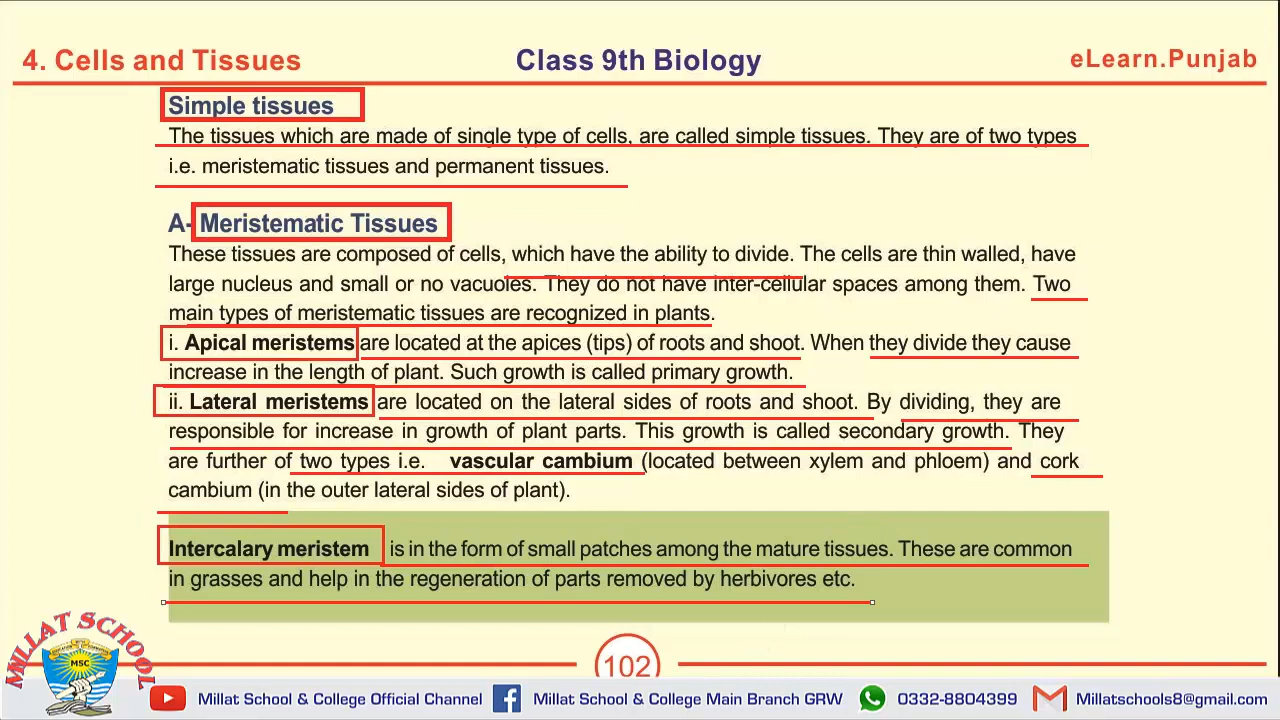 4. Cells and Tissues Class 9th Biology eLearn.Punjab
Simple tissues
The tissues which are made of single type of cells, are called simple tissues. They are of two types
i.e. meristematic tissues and permanent tissues.
A- Meristematic Tissues
These tissues are composed of cells, which have the ability to divide. The cells are thin walled, have
large nucleus and small or no vacuoles. They do not have inter-cellular spaces among them. Two
main types of meristematic tissues are recognized in plants.
i. Apical meristems are located at the apices (tips) of roots and shoot. When they divide they cause
increase in the length of plant. Such growth is called primary growth.
ii. Lateral meristems are located on the lateral sides of roots and shoot. By dividing, they are
responsible for increase in growth of plant parts. This growth is called secondary growth. They
are further of two types i.e. vascular cambium (located between xylem and phloem) and cork
cambium (in the outer lateral sides of plant).
Intercalary meristem is in the form of small patches among the mature tissues. These are common
in grasses and help in the regeneration of parts removed by herbivores etc.
102
MILLAT SCHOOL
MSC
Millat School & College Official Channel Millat School & College Main Branch GRW 0332-8804399 Millatschools8@gmail.com